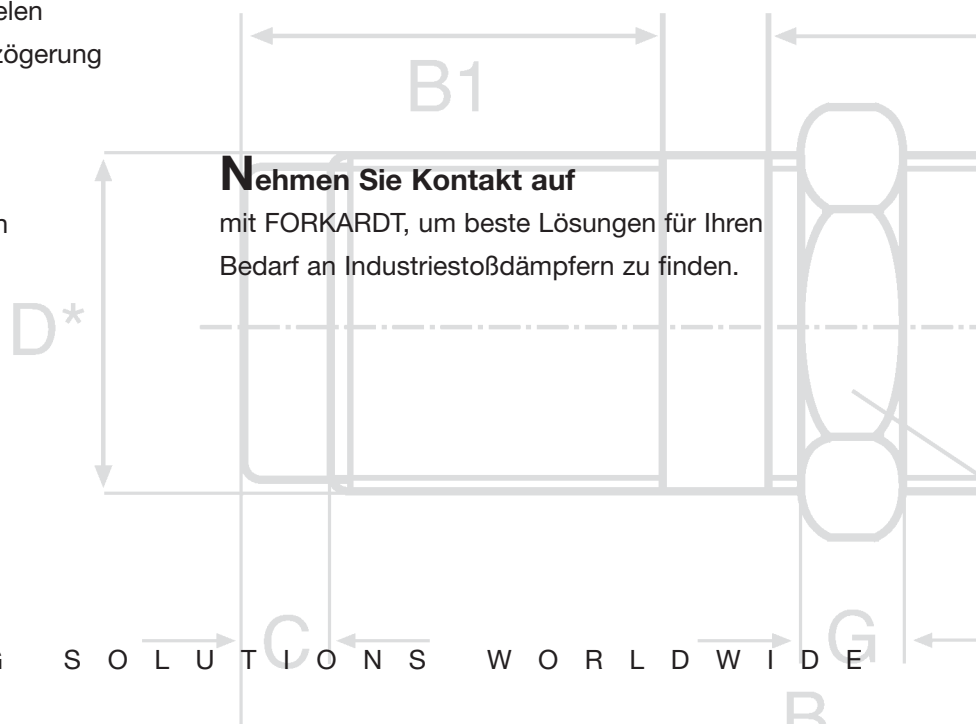 B1
Nehmen Sie Kontakt auf
mit FORKARDT, um beste Lösungen für Ihren
Bedarf an Industriestoßdämpfern zu finden.
D*
C
G
SOLUTIONS WORLDWIDE
B